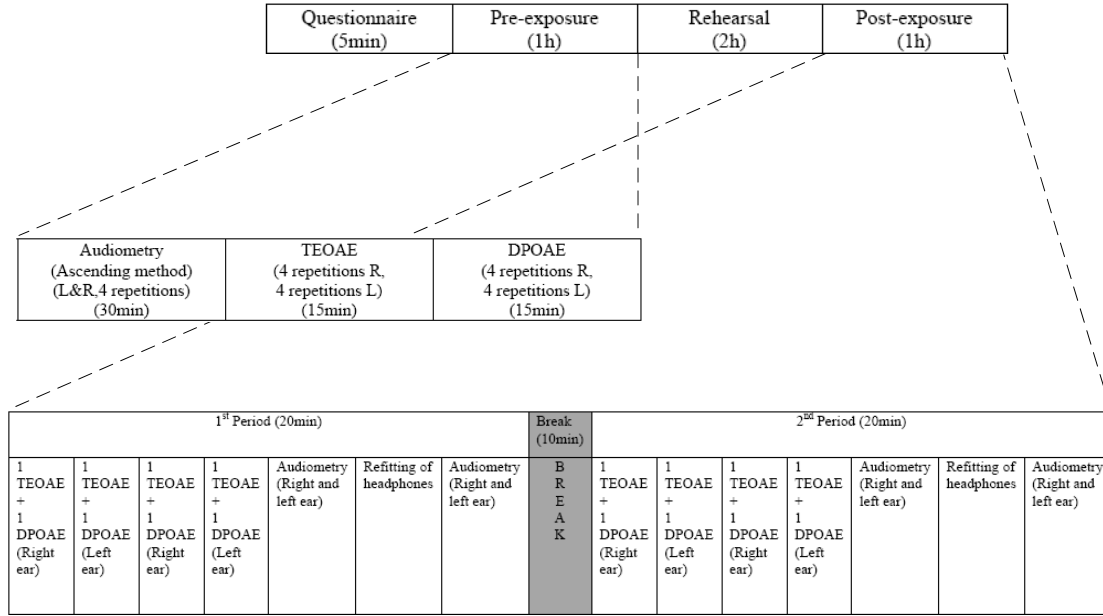 Questionnaire
(5min)
Pre-exposure
(1h)
Rehearsal
(2h)
Post-exposure
(1h)
Audiometry
(Ascending method)
(L&R,4 repetitions)
(30min)
TEOAE
(4 repetitions R,
4 repetitions L)
(15min)
DPOAE
(4 repetitions R,
4 repetitions L)
(15min)
1st Period (20min)
Break
(10min)
2nd Period (20min)
1
TEOAE
+
1
DPOAE
(Right
ear)
1
TEOAE
+
1
DPOAE
(Left
ear)
1
TEOAE
+
1
DPOAE
(Right
ear)
1
TEOAE
+
1
DPOAE
(Left
ear)
Audiometry
(Right and
left ear)
Refitting of
headphones
Audiometry
(Right and
left ear)
B
R
E
A
K
1
TEOAE
+
1
DPOAE
(Right
ear)
1
TEOAE
+
1
DPOAE
(Left
ear)
1
TEOAE
+
1
DPOAE
(Right
ear)
1
TEOAE
+
1
DPOAE
(Left
ear)
Audiometry
(Right and
left ear)
Refitting of
headphones
Audiometry
(Right and
left ear)